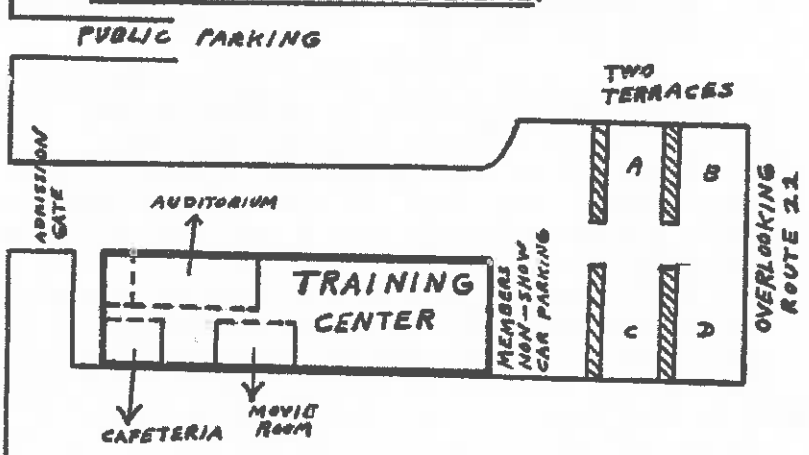 PUBLIC PARKING
TWO
TERRACES
ADMISSION
GATE
AUDITORIUM
A
B
TRAINING
CENTER
MEMBERS
NON-SHOW
CAR PARKING
C
D
OVERLOOKING
ROUTE 22
CAFETERIA
MOVIE
ROOM